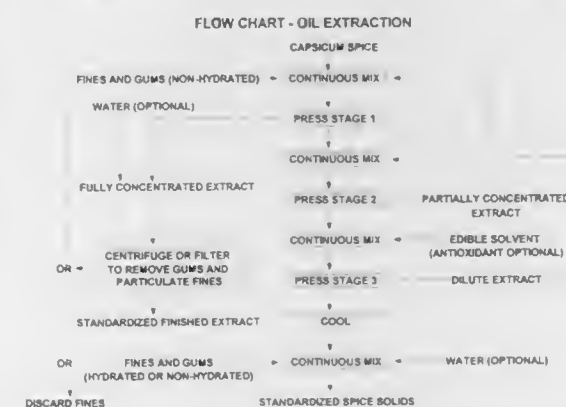 FLOW CHART - OIL EXTRACTION
CAPSICUM SPICE
FINES AND GUMS (NON-HYDRATED)
CONTINUOUS MIX
WATER (OPTIONAL)
PRESS STAGE 1
CONTINUOUS MIX
FULLY CONCENTRATED EXTRACT
PRESS STAGE 2
PARTIALLY CONCENTRATED
EXTRACT
CONTINUOUS MIX
EDIBLE SOLVENT
(ANTIOXIDANT OPTIONAL)
OR
CENTRIFUGE OR FILTER
TO REMOVE GUMS AND
PARTICULATE FINES
PRESS STAGE 3
DILUTE EXTRACT
STANDARDIZED FINISHED EXTRACT
COOL
OR
FINES AND GUMS
(HYDRATED OR NON-HYDRATED)
CONTINUOUS MIX
WATER (OPTIONAL)
DISCARD FINES
STANDARDIZED SPICE SOLIDS